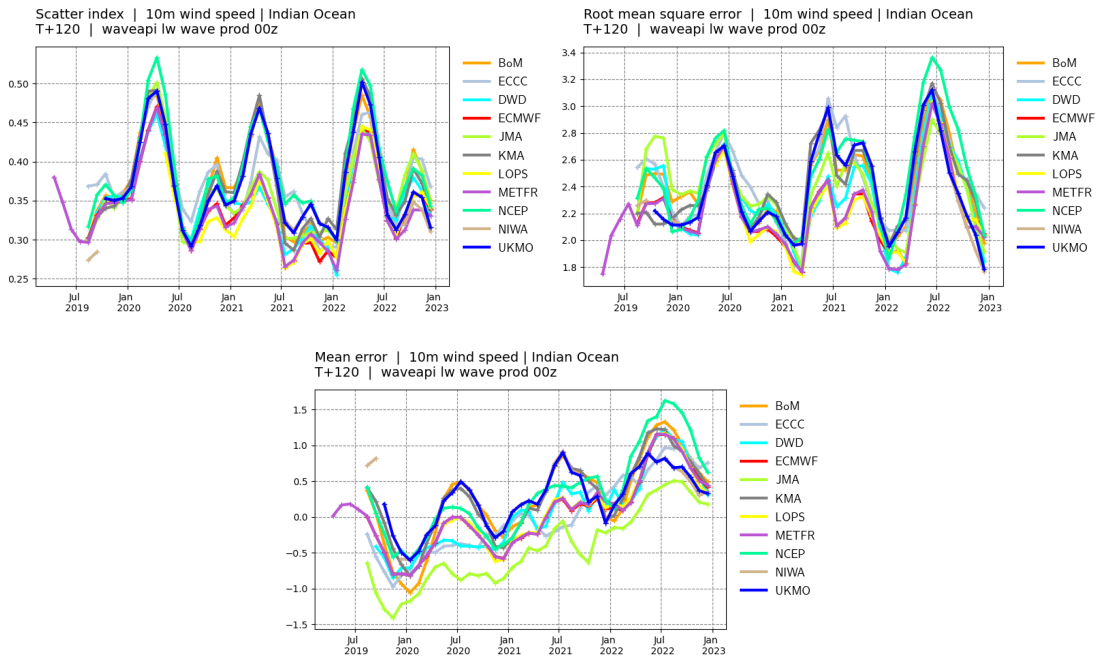 Scatter index | 10m wind speed | Indian Ocean
T+120 | waveapi lw wave prod 00z
0.50
0.45
0.40
0.35
0.30
0.25
Jul 2019
Jan 2020
Jul 2020
Jan 2021
Jul 2021
Jan 2022
Jul 2022
Jan 2023
BoM
ECCC
DWD
ECMWF
JMA
KMA
LOPS
METFR
NCEP
NIWA
UKMO
Root mean square error | 10m wind speed | Indian Ocean
T+120 | waveapi lw wave prod 00z
3.4
3.2
3.0
2.8
2.6
2.4
2.2
2.0
1.8
Jul 2019
Jan 2020
Jul 2020
Jan 2021
Jul 2021
Jan 2022
Jul 2022
Jan 2023
BoM
ECCC
DWD
ECMWF
JMA
KMA
LOPS
METFR
NCEP
NIWA
UKMO
Mean error | 10m wind speed | Indian Ocean
T+120 | waveapi lw wave prod 00z
1.5
1.0
0.5
0.0
−0.5
−1.0
−1.5
Jul 2019
Jan 2020
Jul 2020
Jan 2021
Jul 2021
Jan 2022
Jul 2022
Jan 2023
BoM
ECCC
DWD
ECMWF
JMA
KMA
LOPS
METFR
NCEP
NIWA
UKMO